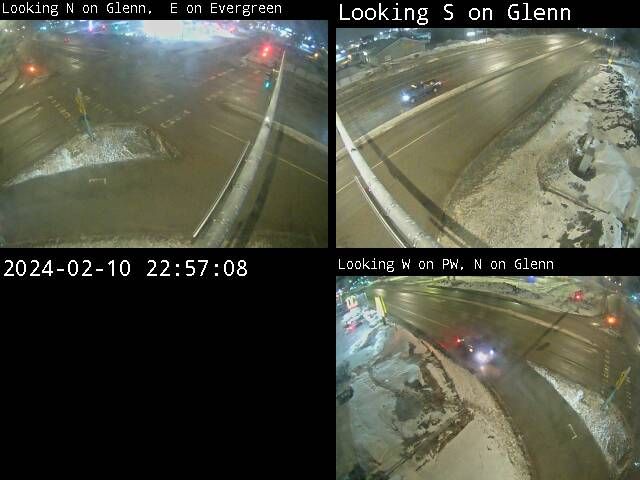 Looking N on Glenn,  E on Evergreen
Looking S on Glenn
2024-02-10 22:57:08
Looking W on PW, N on Glenn